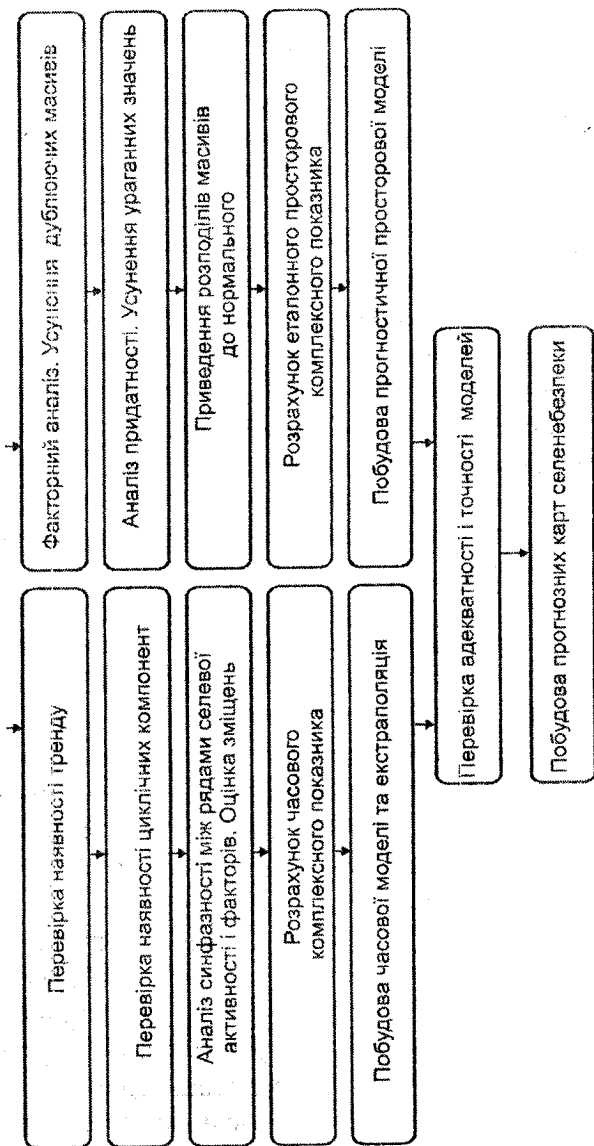 Перевірка наявності тренду
Перевірка наявності циклічних компонент
Аналіз синфазності між рядами селевої
активності і факторів. Оцінка зміщень
Розрахунок часового
комплексного показника
Побудова часової моделі та екстраполяція
Факторний аналіз. Усунення дублюючих масивів
Аналіз придатності. Усунення ураганних значень
Приведення розподілів масивів
до нормального
Розрахунок еталонного просторового
комплексного показника
Побудова прогностичної просторової моделі
Перевірка адекватності і точності моделей
Побудова прогнозних карт селенебезпеки